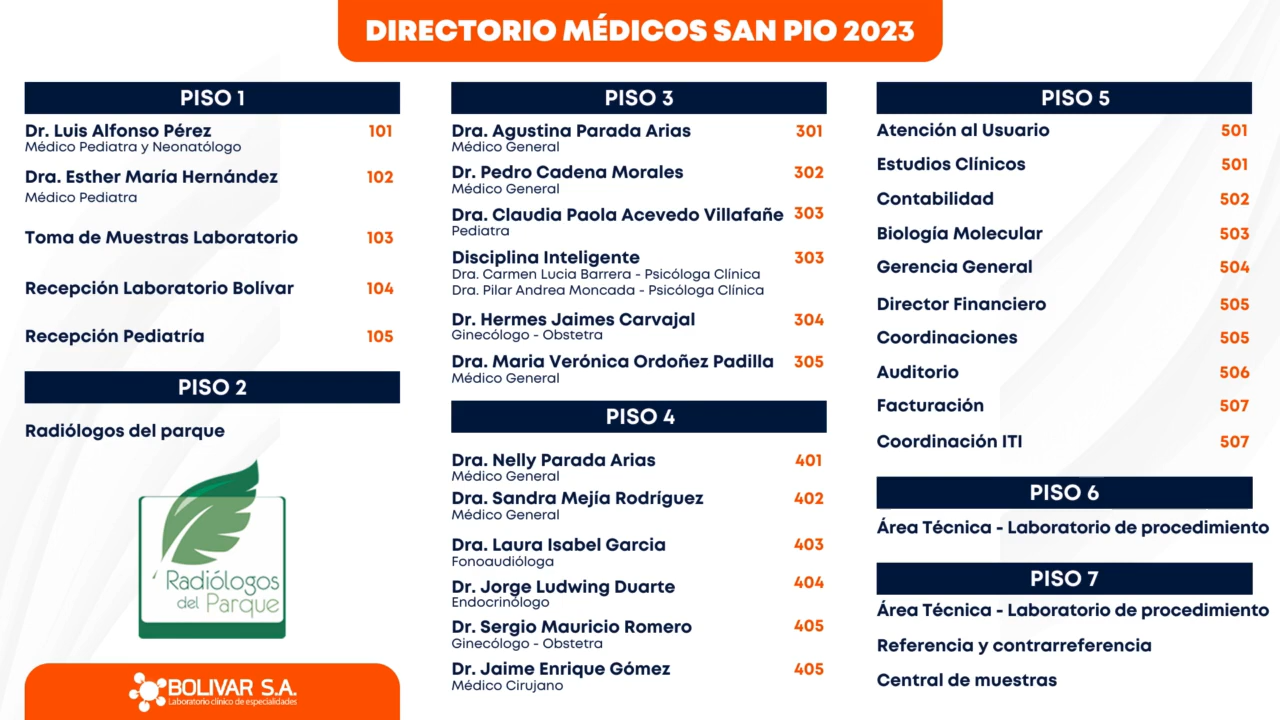 DIRECTORIO MÉDICOS SAN PIO 2023
PISO 1
Dr. Luis Alfonso Pérez 101
Médico Pediatra y Neonatólogo
Dra. Esther María Hernández 102
Médico Pediatra
Toma de Muestras Laboratorio 103
Recepción Laboratorio Bolívar 104
Recepción Pediatría 105
PISO 2
Radiólogos del parque
Radiólogos
del Parque
BOLIVAR S.A.
Laboratorio clínico de especialidades
PISO 3
Dra. Agustina Parada Arias 301
Médico General
Dr. Pedro Cadena Morales 302
Médico General
Dra. Claudia Paola Acevedo Villafañe 303
Pediatra
Disciplina Inteligente 303
Dra. Carmen Lucia Barrera - Psicóloga Clínica
Dra. Pilar Andrea Moncada - Psicóloga Clínica
Dr. Hermes Jaimes Carvajal 304
Ginecólogo - Obstetra
Dra. Maria Verónica Ordoñez Padilla 305
Médico General
PISO 4
Dra. Nelly Parada Arias 401
Médico General
Dra. Sandra Mejía Rodríguez 402
Médico General
Dra. Laura Isabel Garcia 403
Fonoaudióloga
Dr. Jorge Ludwing Duarte 404
Endocrinólogo
Dr. Sergio Mauricio Romero 405
Ginecólogo - Obstetra
Dr. Jaime Enrique Gómez 405
Médico Cirujano
PISO 5
Atención al Usuario 501
Estudios Clínicos 501
Contabilidad 502
Biología Molecular 503
Gerencia General 504
Director Financiero 505
Coordinaciones 505
Auditorio 506
Facturación 507
Coordinación ITI 507
PISO 6
Área Técnica - Laboratorio de procedimiento
PISO 7
Área Técnica - Laboratorio de procedimiento
Referencia y contrarreferencia
Central de muestras